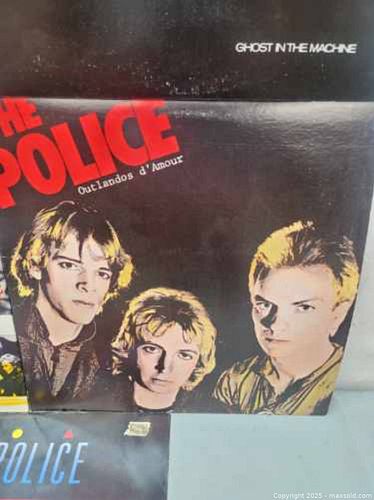 GHOST IN THE MACHINE
HE
POLICE
Outlandos d'Amour
POLICE
Copyright 2025 - maxsold.com